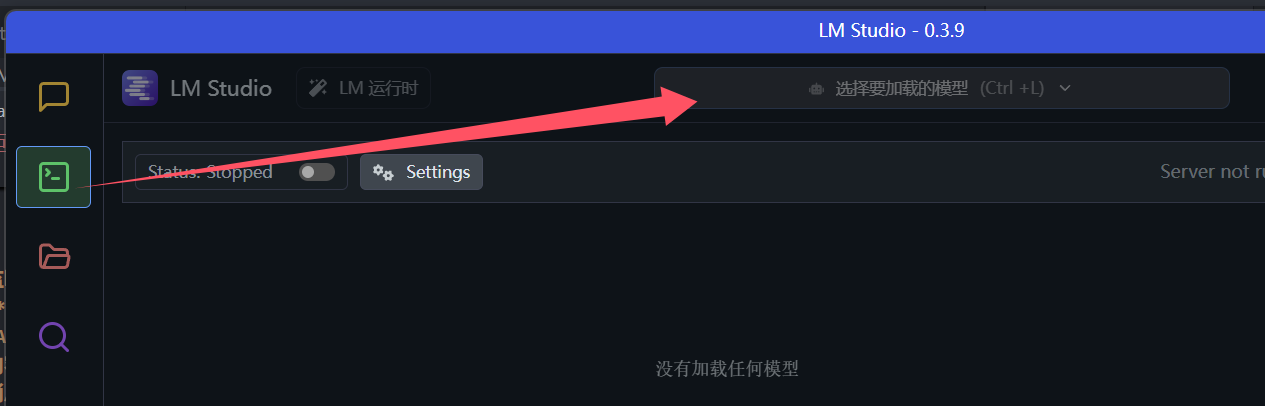 LM Studio - 0.3.9
LM Studio
LM 运行时
选择要加载的模型 (Ctrl +L)
Status: Stopped
Settings
Server not
没有加载任何模型